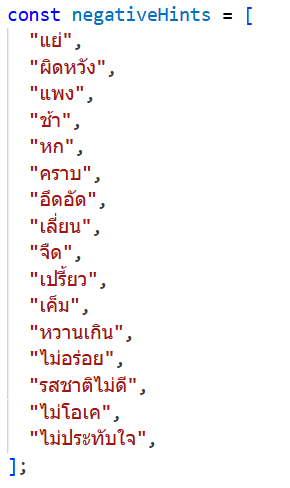 const negativeHints = [
"แย่",
"ผิดหวัง",
"แพง",
"ช้า",
"หก",
"คราบ",
"อึดอัด",
"เลี่ยน",
"จืด",
"เปรี้ยว",
"เค็ม",
"หวานเกิน",
"ไม่อร่อย",
"รสชาติไม่ดี",
"ไม่โอเค",
"ไม่ประทับใจ",
];